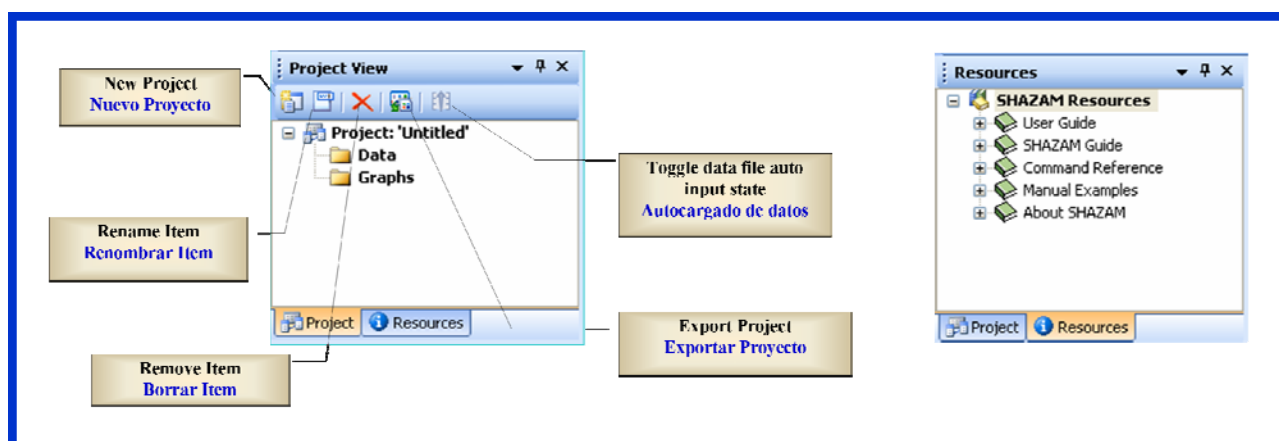 New Project
Nuevo Proyecto
Rename Item
Renombrar Item
Remove Item
Borrar Item
Project View
Project: 'Untitled'
Data
Graphs
Project
Resources
Toggle data file auto
input state
Autocargado de datos
Export Project
Exportar Proyecto
Resources
SHAZAM Resources
User Guide
SHAZAM Guide
Command Reference
Manual Examples
About SHAZAM
Project
Resources